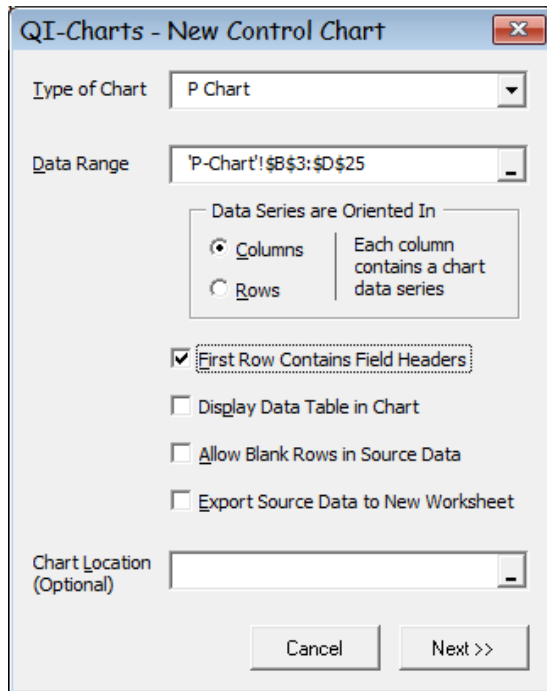 QI-Charts - New Control Chart
Type of Chart
P Chart
Data Range
'P-Chart'!$B$3:$D$25
Data Series are Oriented In
Columns
Rows
Each column
contains a chart
data series
First Row Contains Field Headers
Display Data Table in Chart
Allow Blank Rows in Source Data
Export Source Data to New Worksheet
Chart Location
(Optional)
Cancel
Next >>